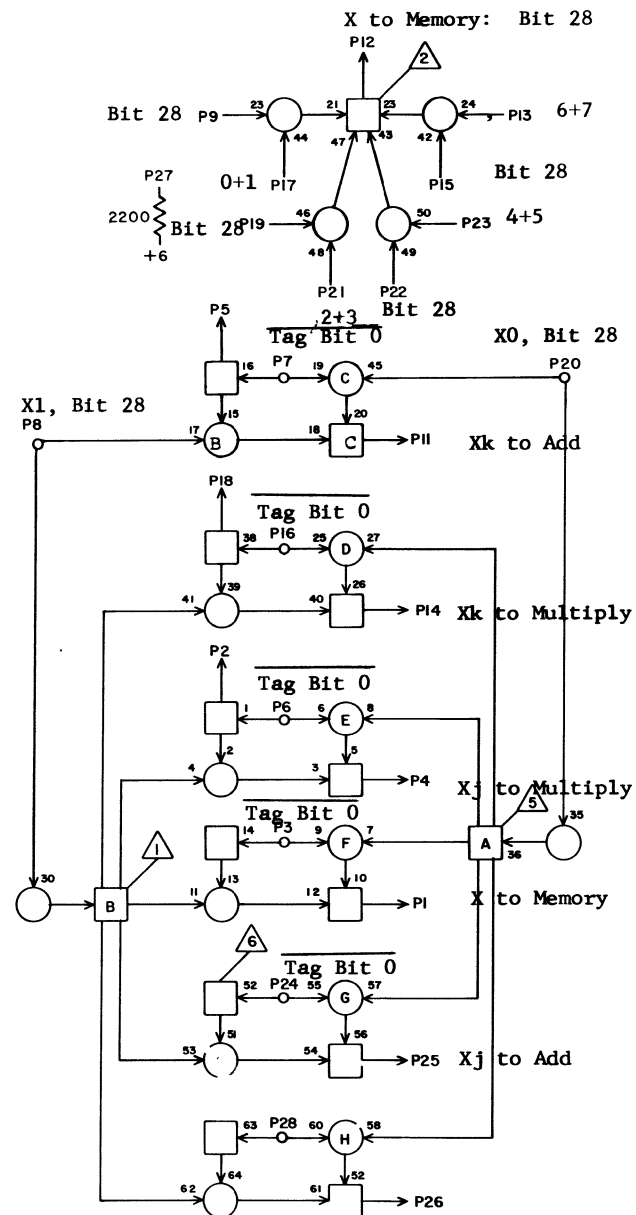 X to Memory: Bit 28
P12
2
Bit 28 P9 23 21 23 24, P13 6+7
44 47 43 42
P27 0+1 P17 P15 Bit 28
2200 Bit 28 P19 46 50 P23 4+5
+6 48 49
P21 P22
2+3 Bit 28
P5
Tag Bit 0 X0, Bit 28
16 P7 19 C 45 P20
X1, Bit 28
P8 15 20
17 B 18 C P11 Xk to Add
P18
Tag Bit 0
38 P16 25 D 27
39 26
41 40 P14 Xk to Multiply
P2
Tag Bit 0
1 P6 6 E 8
2 5
4 3 P4 Xj to Multiply
Tag Bit 0 5
14 P3 9 F 7 A 36 35
1
30 B 11 13 12 10 P1 X to Memory
6
Tag Bit 0
52 P24 55 G 57
51 56
53 54 P25 Xj to Add
63 P28 60 H 58
64 52
62 61 P26